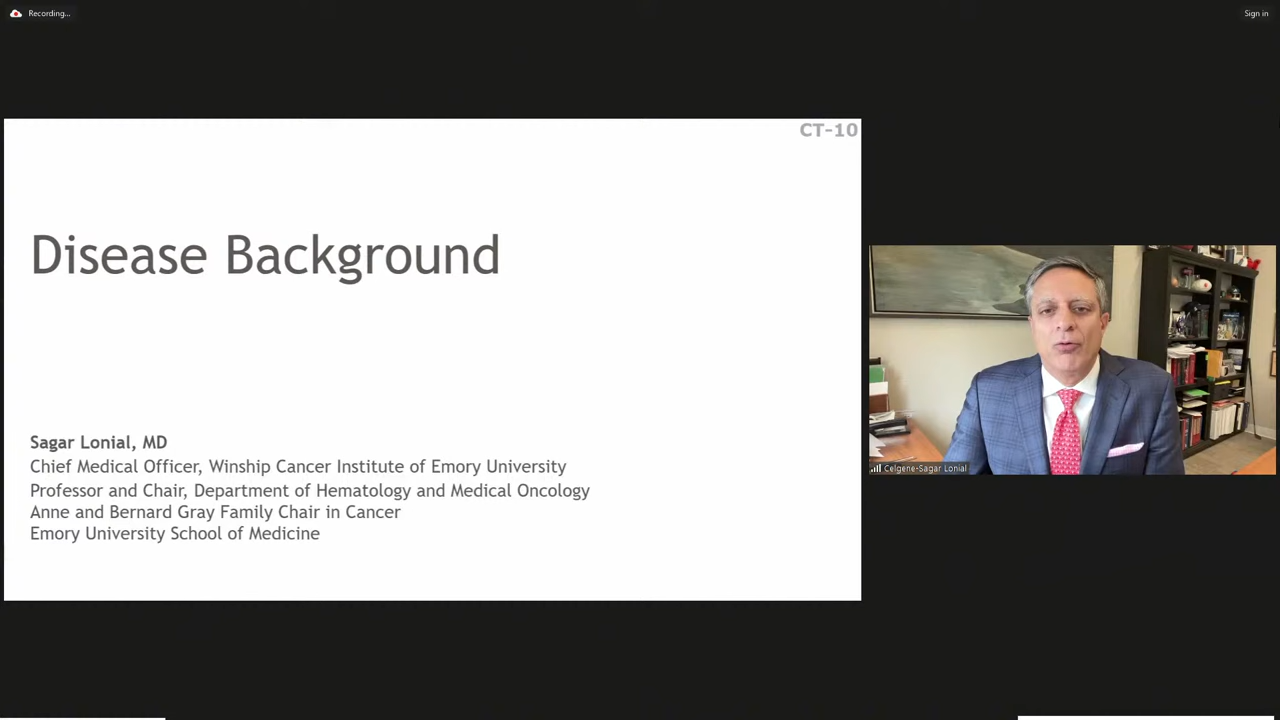 Recording...
Sign in
CT-10
Disease Background
Sagar Lonial, MD
Chief Medical Officer, Winship Cancer Institute of Emory University
Professor and Chair, Department of Hematology and Medical Oncology
Anne and Bernard Gray Family Chair in Cancer
Emory University School of Medicine
Celgene-Sagar Lonial